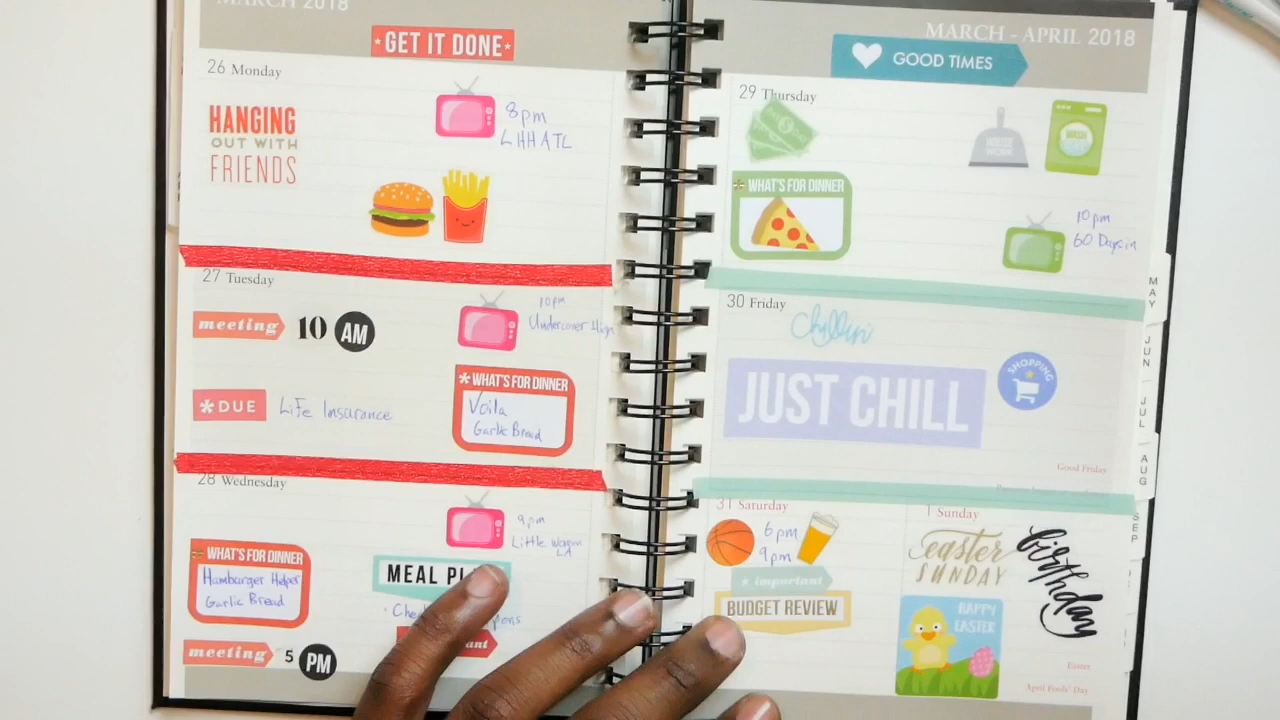 MARCH 2018
GET IT DONE
26 Monday
HANGING
OUT WITH
FRIENDS
8pm
LHHATL
27 Tuesday
meeting 10 AM
10pm
Undercover High
*DUE Life Insurance
*WHAT'S FOR DINNER
Voila
Garlic Bread
28 Wednesday
9pm
Little Women
LA
WHAT'S FOR DINNER
Hamburger Helper
Garlic Bread
MEAL
meeting 5 PM
MARCH - APRIL 2018
GOOD TIMES
29 Thursday
WASH
WHAT'S FOR DINNER
10pm
60 Days in
30 Friday
Chillin
JUST CHILL
SHOPPING
Good Friday
31 Saturday
6pm
9pm
important
BUDGET REVIEW
1 Sunday
easter
SUNDAY
birthday
HAPPY
EASTER
Easter
April Fools' Day
MAY
JUN
JUL
AUG
SEP